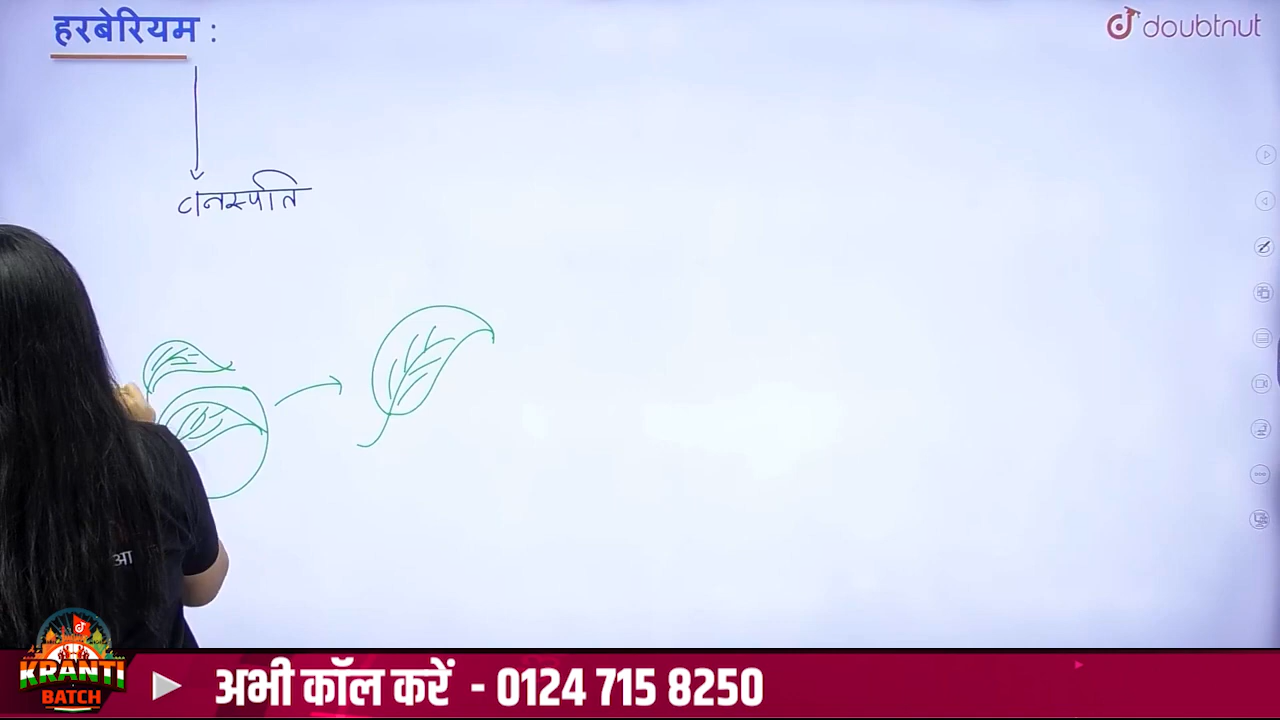 हरबेरियम :
doubtnut
वनस्पति
आ
KRANTI
BATCH
अभी कॉल करें - 0124 715 8250